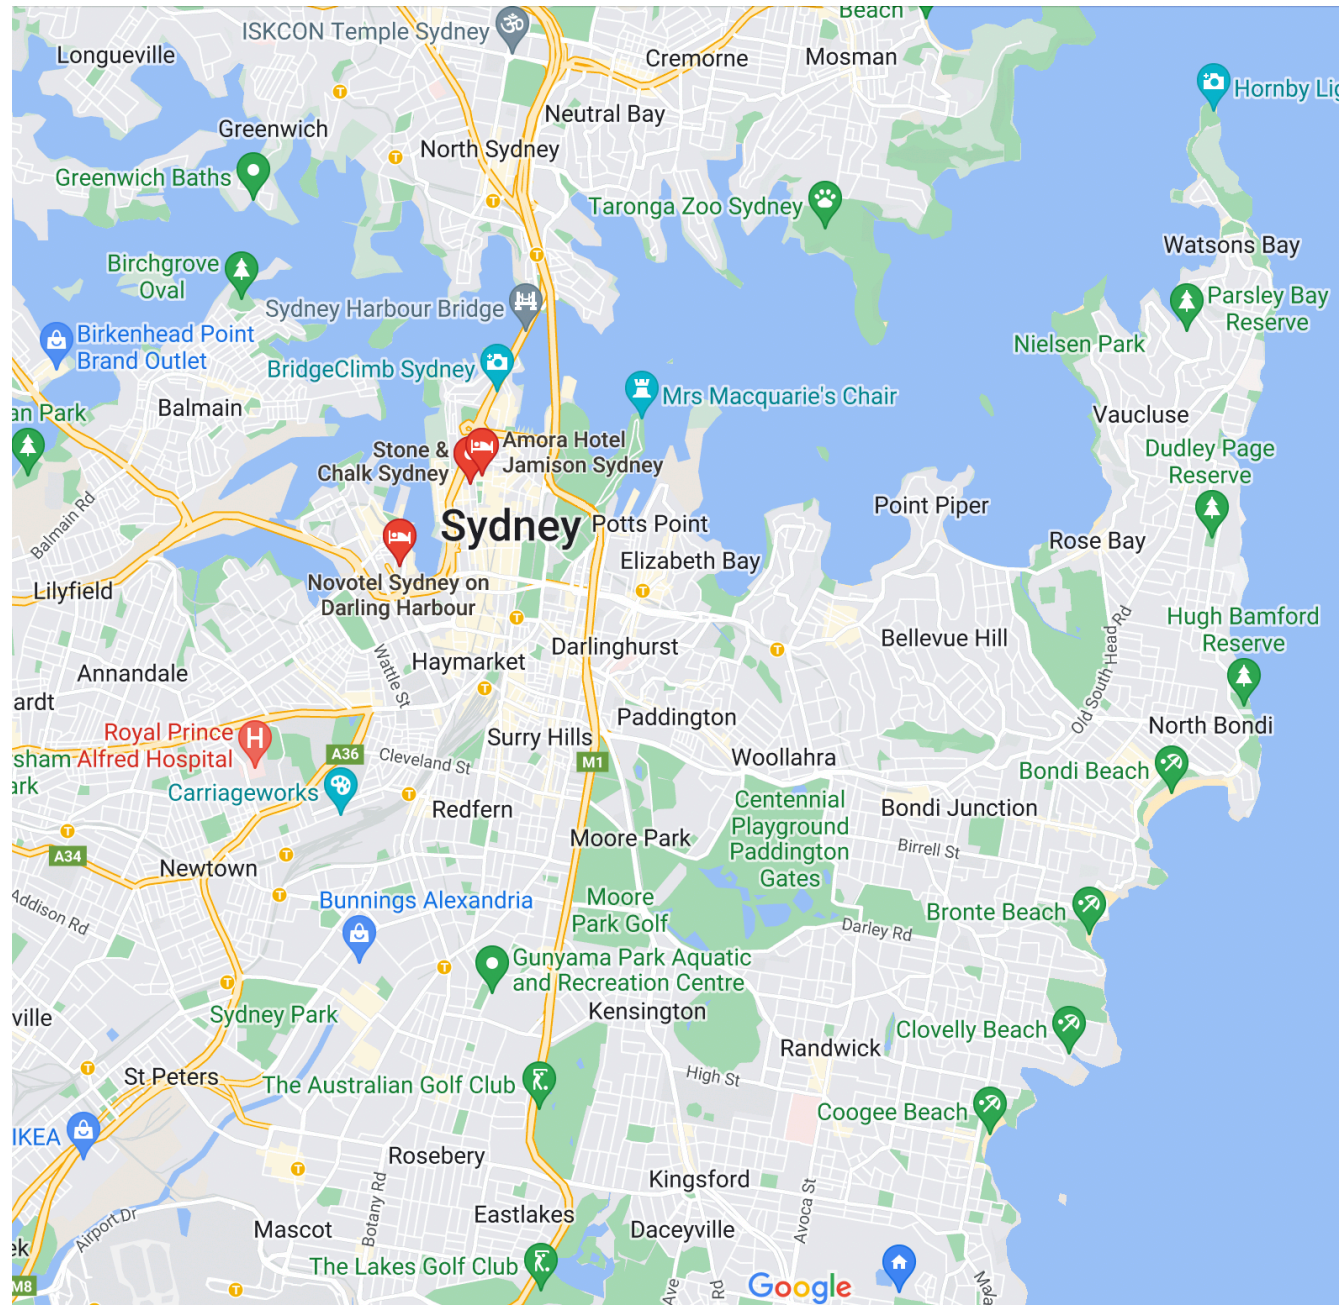 Beach
ISKCON Temple Sydney
Longueville
Cremorne
Mosman
Hornby Lig
Neutral Bay
Greenwich
North Sydney
Greenwich Baths
Taronga Zoo Sydney
Watsons Bay
Birchgrove
Oval
Sydney Harbour Bridge
Parsley Bay
Reserve
Birkenhead Point
Brand Outlet
Nielsen Park
BridgeClimb Sydney
Mrs Macquarie's Chair
Balmain
an Park
Vaucluse
Stone &
Chalk Sydney
Amora Hotel
Jamison Sydney
Dudley Page
Reserve
Balmain Rd
Sydney
Potts Point
Point Piper
Rose Bay
Elizabeth Bay
Lilyfield
Novotel Sydney on
Darling Harbour
Hugh Bamford
Reserve
Darlinghurst
Bellevue Hill
Old South Head Rd
Haymarket
Wattle St
Annandale
ardt
Paddington
North Bondi
Royal Prince
Alfred Hospital
Surry Hills
A36
Cleveland St
M1
Woollahra
sham
ark
Bondi Beach
Carriageworks
Redfern
Centennial
Playground
Paddington
Gates
Bondi Junction
Moore Park
Birrell St
A34
Newtown
Bunnings Alexandria
Moore
Park Golf
Addison Rd
Bronte Beach
Darley Rd
Gunyama Park Aquatic
and Recreation Centre
Sydney Park
ville
Kensington
Clovelly Beach
Randwick
St Peters
The Australian Golf Club
High St
Coogee Beach
IKEA
Rosebery
Kingsford
Botany Rd
Avoca St
Airport Dr
Mascot
Eastlakes
Daceyville
ek
The Lakes Golf Club
M8
Google
Ave
Rd
Mala